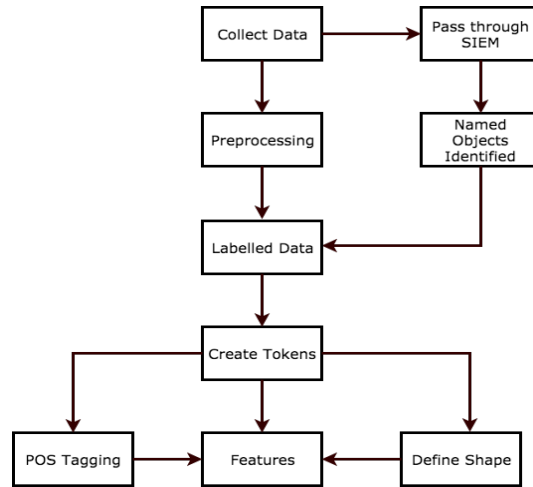 Collect Data
Pass through
SIEM
Preprocessing
Named
Objects
Identified
Labelled Data
Create Tokens
POS Tagging
Features
Define Shape